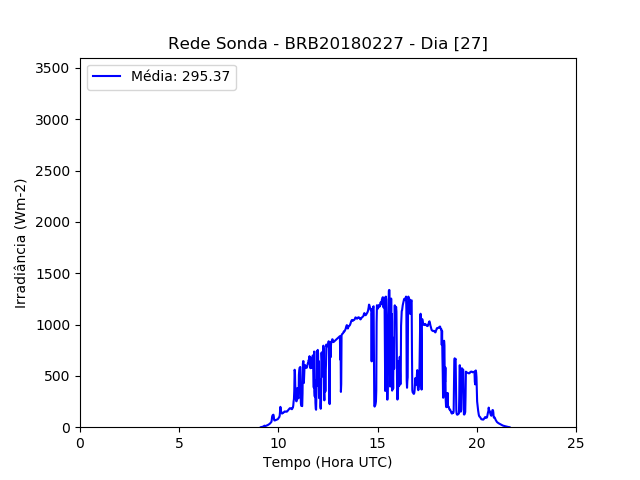 Rede Sonda - BRB20180227 - Dia [27]
Média: 295.37
Irradiância (Wm-2)
3500
3000
2500
2000
1500
1000
500
0
0 5 10 15 20 25
Tempo (Hora UTC)